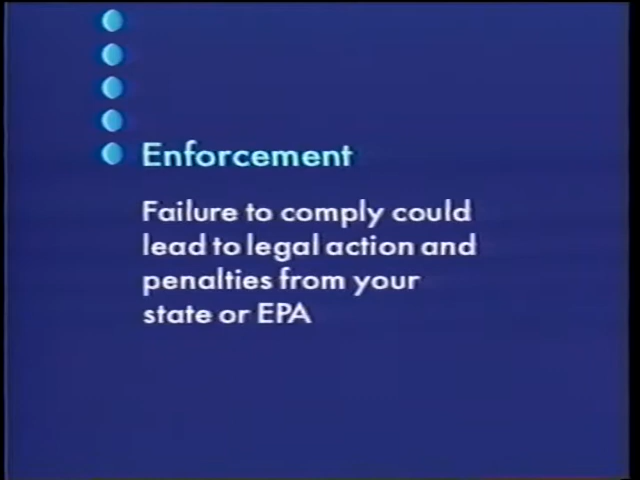 Enforcement
Failure to comply could
lead to legal action and
penalties from your
state or EPA